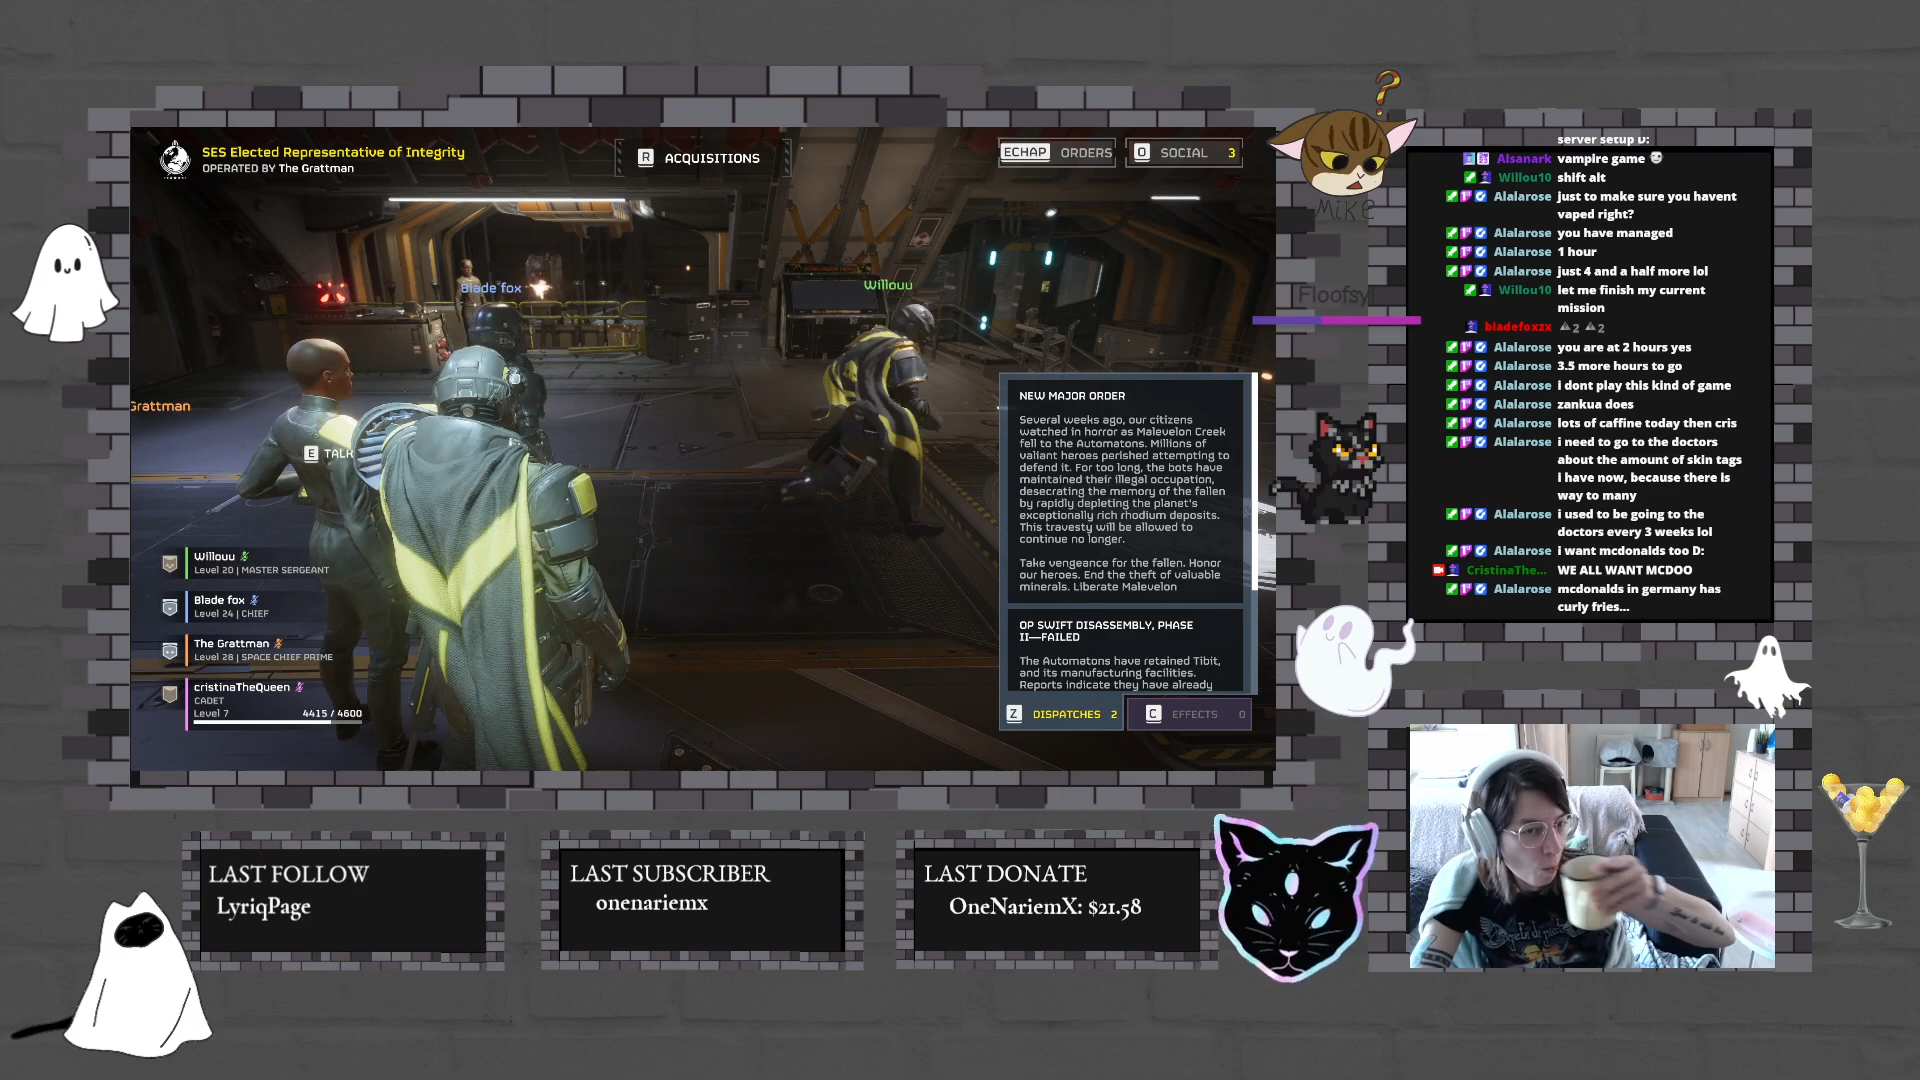 SES Elected Representative of Integrity
OPERATED BY The Grattman
R ACQUISITIONS
ECHAP ORDERS
O SOCIAL 3
Blade fox
Willouu
Grattman
E TALK
Willouu
Level 20 | MASTER SERGEANT
Blade fox
Level 24 | CHIEF
The Grattman
Level 28 | SPACE CHIEF PRIME
cristinaTheQueen
CADET
Level 7 4415 / 4600
NEW MAJOR ORDER
Several weeks ago, our citizens
watched in horror as Malevelon Creek
fell to the Automatons. Millions of
valiant heroes perished attempting to
defend it. For too long, the bots have
maintained their illegal occupation,
desecrating the memory of the fallen
by rapidly depleting the planet's
exceptionally rich rhodium deposits.
This travesty will be allowed to
continue no longer.
Take vengeance for the fallen. Honor
our heroes. End the theft of valuable
minerals. Liberate Malevelon
OP SWIFT DISASSEMBLY, PHASE
II—FAILED
The Automatons have retained Tibit,
and its manufacturing facilities.
Reports indicate they have already
Z DISPATCHES 2
C EFFECTS 0
?
Mike
Floofsy
server setup D:
Alsanark vampire game
Willou10 shift alt
Alalarose just to make sure you havent
vaped right?
Alalarose you have managed
Alalarose 1 hour
Alalarose just 4 and a half more lol
Willou10 let me finish my current
mission
bladefoxzx 2 2
Alalarose you are at 2 hours yes
Alalarose 3.5 more hours to go
Alalarose i dont play this kind of game
Alalarose zankua does
Alalarose lots of caffine today then cris
Alalarose i need to go to the doctors
about the amount of skin tags
i have now, because there is
way to many
Alalarose i used to be going to the
doctors every 3 weeks lol
Alalarose i want mcdonalds too D:
CristinaThe... WE ALL WANT MCDOO
Alalarose mcdonalds in germany has
curly fries...
LAST FOLLOW
LyriqPage
LAST SUBSCRIBER
onenariemx
LAST DONATE
OneNariemX: $21.58